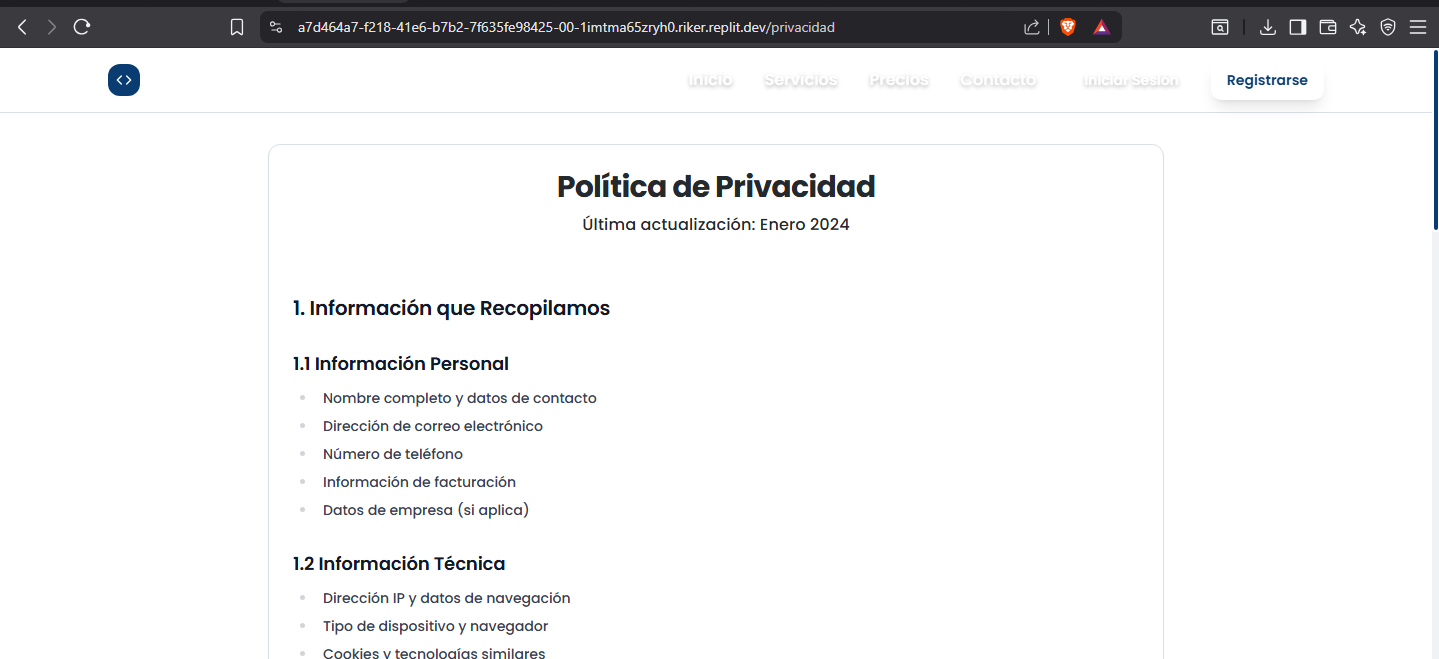 a7d464a7-f218-41e6-b7b2-7f635fe98425-00-1imtma65zryh0.riker.replit.dev/privacidad
Inicio Servicios Precios Contacto Iniciar Sesión Registrarse
Política de Privacidad
Última actualización: Enero 2024
1. Información que Recopilamos
1.1 Información Personal
Nombre completo y datos de contacto
Dirección de correo electrónico
Número de teléfono
Información de facturación
Datos de empresa (si aplica)
1.2 Información Técnica
Dirección IP y datos de navegación
Tipo de dispositivo y navegador
Cookies y tecnologías similares